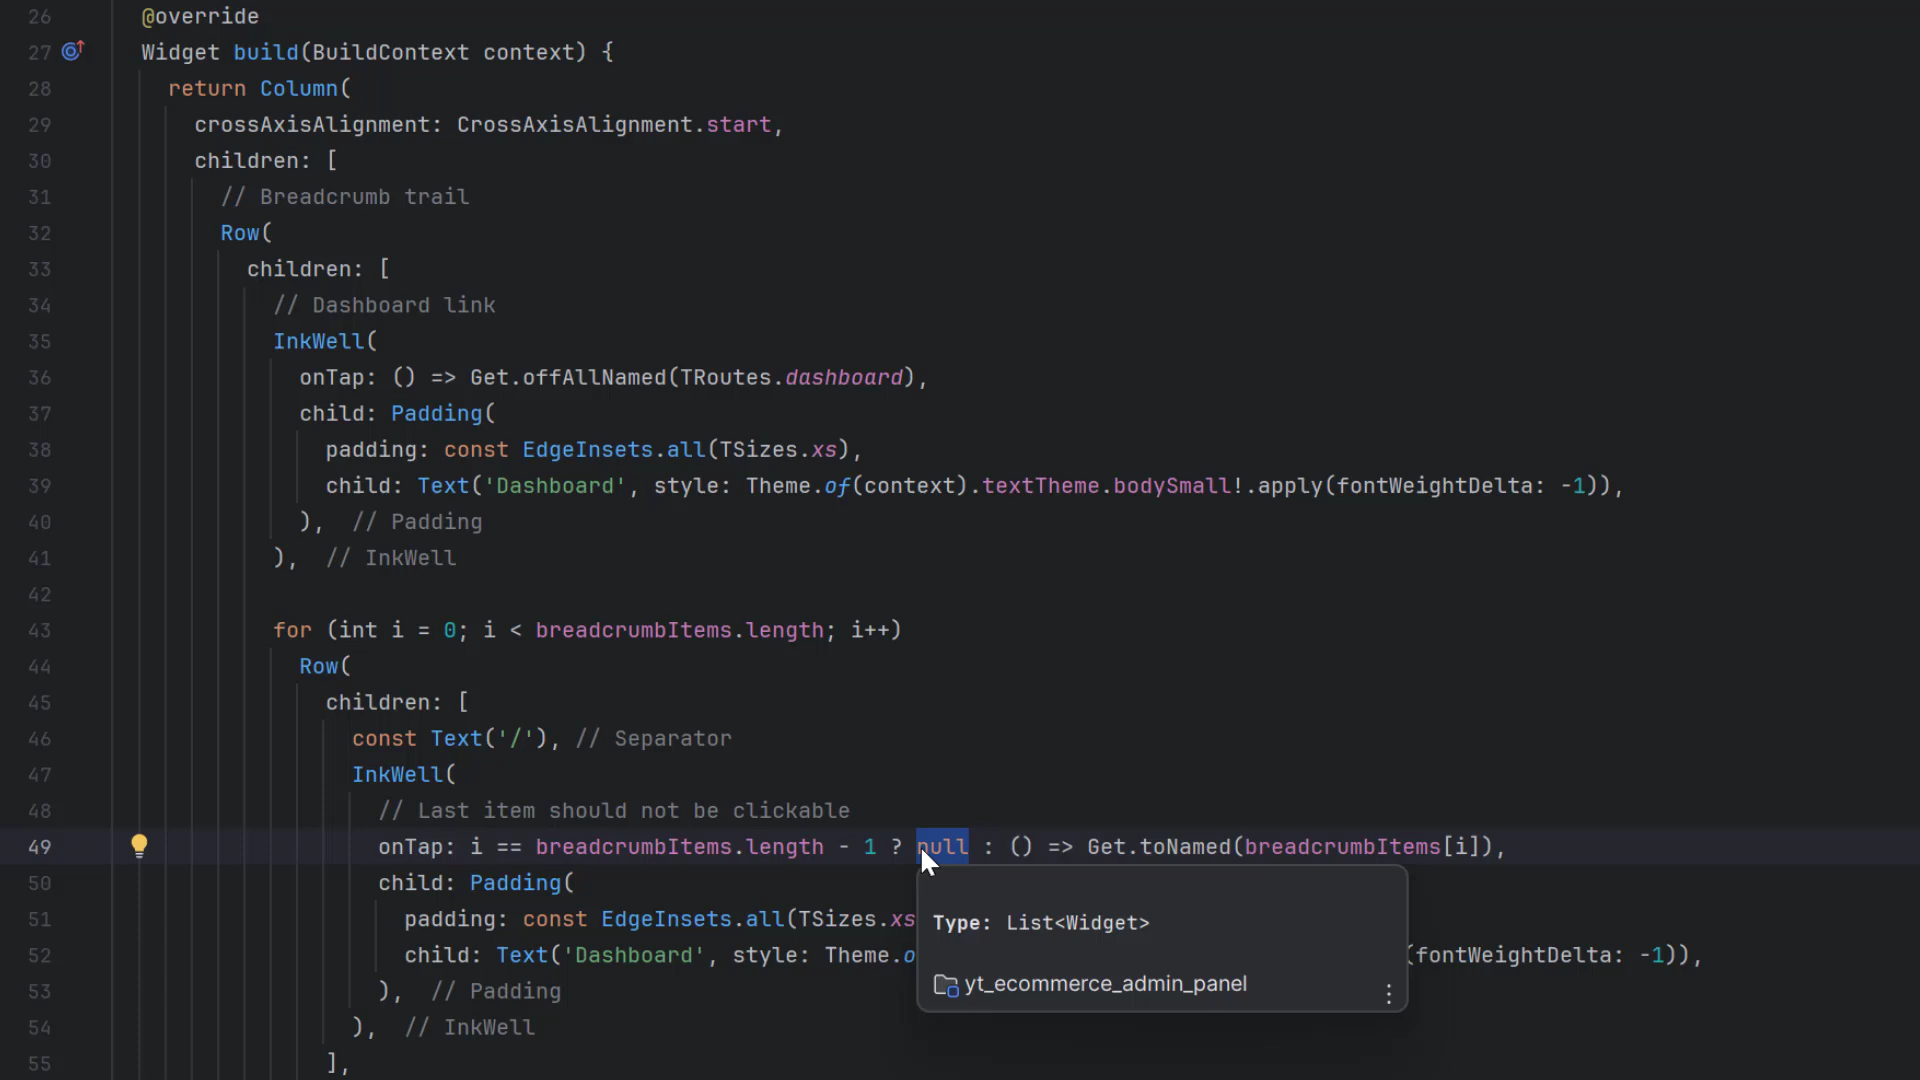 26 @override
27 Widget build(BuildContext context) {
28 return Column(
29 crossAxisAlignment: CrossAxisAlignment.start,
30 children: [
31 // Breadcrumb trail
32 Row(
33 children: [
34 // Dashboard link
35 InkWell(
36 onTap: () => Get.offAllNamed(TRoutes.dashboard),
37 child: Padding(
38 padding: const EdgeInsets.all(TSizes.xs),
39 child: Text('Dashboard', style: Theme.of(context).textTheme.bodySmall!.apply(fontWeightDelta: -1)),
40 ), // Padding
41 ), // InkWell
42
43 for (int i = 0; i < breadcrumbItems.length; i++)
44 Row(
45 children: [
46 const Text('/'), // Separator
47 InkWell(
48 // Last item should not be clickable
49 onTap: i == breadcrumbItems.length - 1 ? null : () => Get.toNamed(breadcrumbItems[i]),
50 child: Padding(
51 padding: const EdgeInsets.all(TSizes.xs
Type: List<Widget>
52 child: Text('Dashboard', style: Theme.o (fontWeightDelta: -1)),
yt_ecommerce_admin_panel
53 ), // Padding
54 ), // InkWell
55 ],